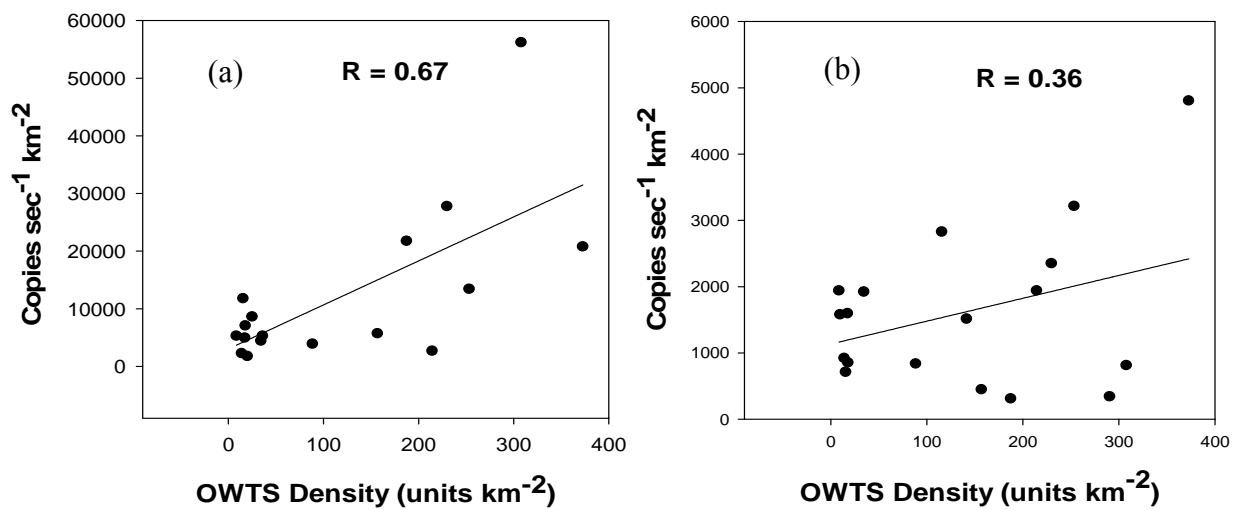 (a)
R = 0.67
60000
50000
40000
30000
20000
10000
0
Copies sec⁻¹ km⁻²
0 100 200 300 400
OWTS Density (units km⁻²)
(b)
R = 0.36
6000
5000
4000
3000
2000
1000
0
Copies sec⁻¹ km⁻²
0 100 200 300 400
OWTS Density (units km⁻²)